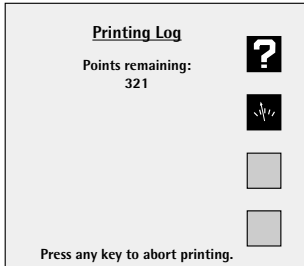 Printing Log
Points remaining:
321
?
Press any key to abort printing.